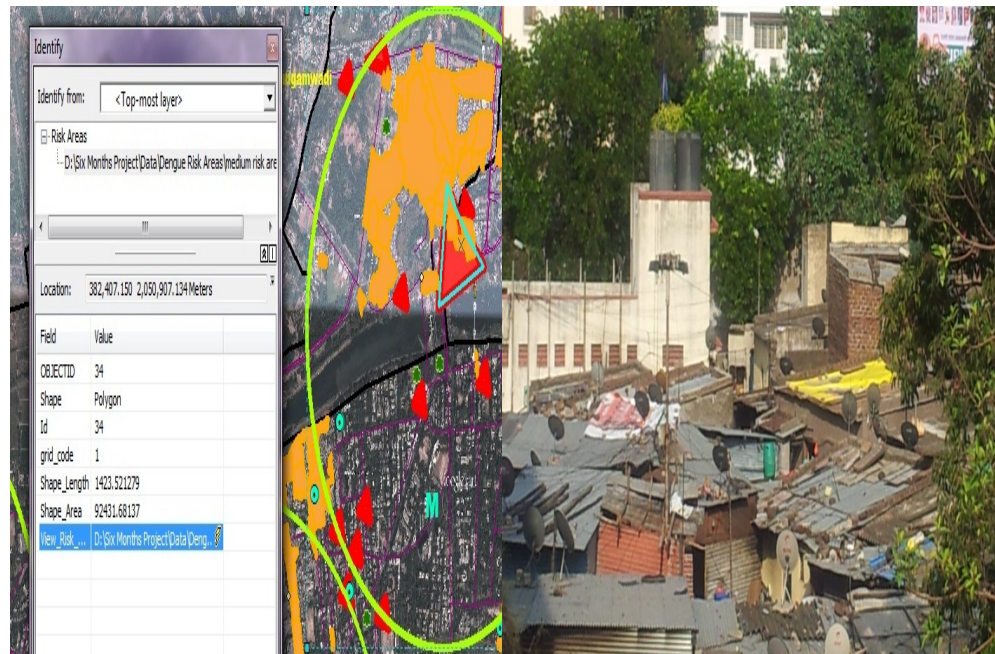 Identify
Identify from: <Top-most layer>
Risk Areas
D:\Six Months Project\Data\Dengue Risk Areas\medium risk are
Location: 382,407.150 2,050,907.134 Meters
Field Value
OBJECTID 34
Shape Polygon
Id 34
grid_code 1
Shape_Length 1423.521279
Shape_Area 92431.68137
View_Risk_... D:\Six Months Project\Data\Deng...
M